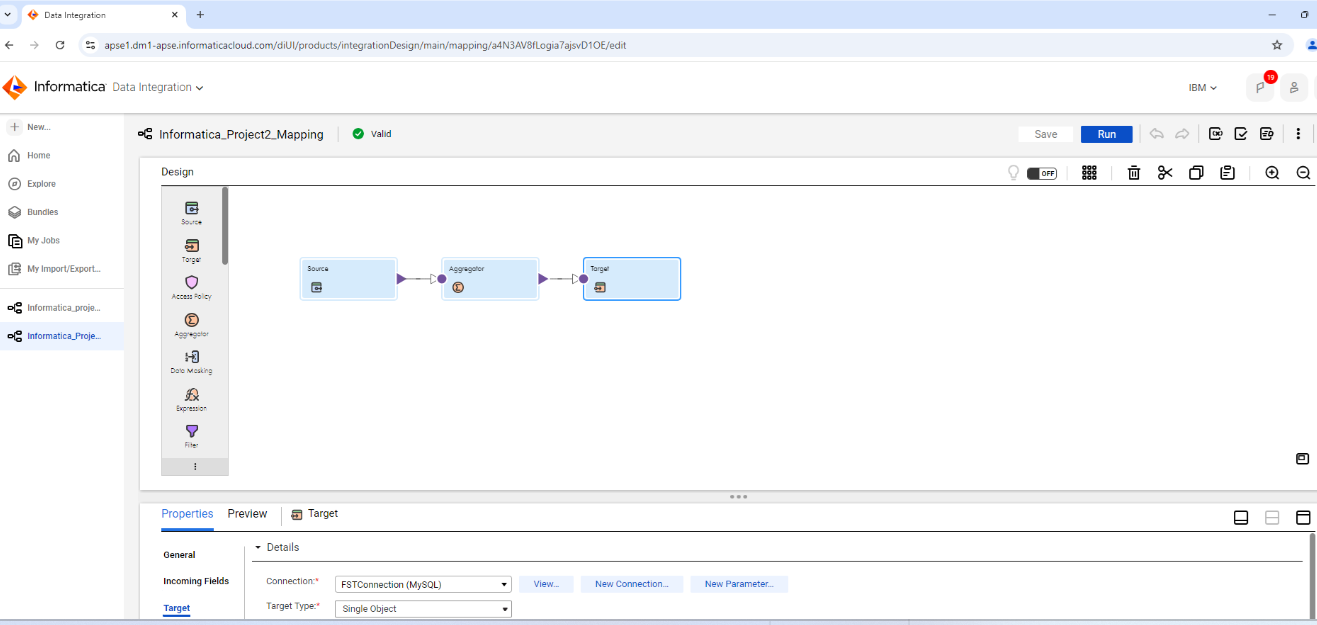 Data Integration
apse1.dm1-apse.informaticacloud.com/diUI/products/integrationDesign/main/mapping/a4N3AV8fLogia7ajsvD1OE/edit
Informatica Data Integration
IBM
19
New...
Home
Explore
Bundles
My Jobs
My Import/Export...
Informatica_proje...
Informatica_Proje...
Informatica_Project2_Mapping
Valid
Save
Run
Design
OFF
Source
Target
Access Policy
Aggregator
Data Masking
Expression
Filter
Source
Aggregator
Target
Properties
Preview
Target
General
Incoming Fields
Target
Details
Connection:*
FSTConnection (MySQL)
View...
New Connection...
New Parameter...
Target Type:*
Single Object